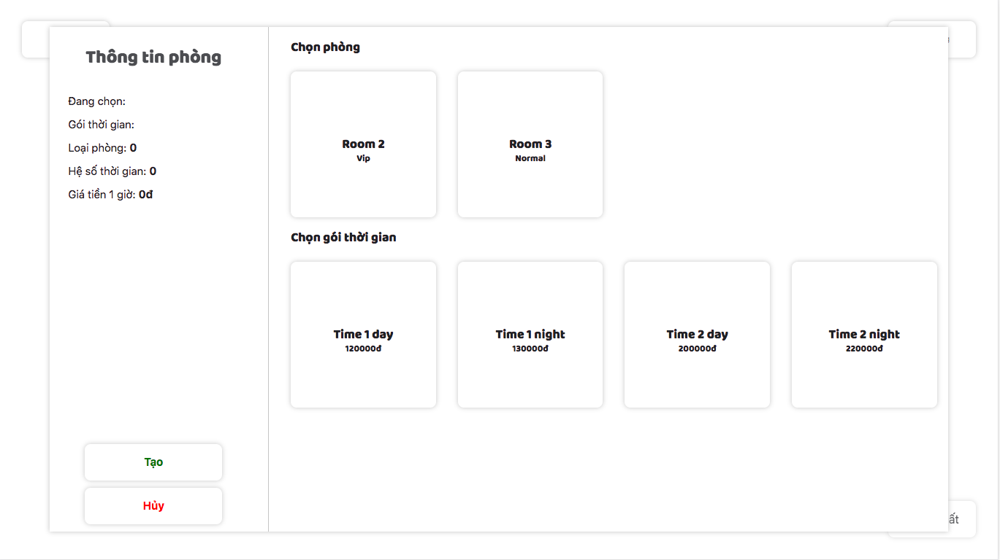 Thông tin phòng
Đang chọn:
Gói thời gian:
Loại phòng: 0
Hệ số thời gian: 0
Giá tiền 1 giờ: 0đ
Tạo
Hủy
Chọn phòng
Room 2
Vip
Room 3
Normal
Chọn gói thời gian
Time 1 day
120000đ
Time 1 night
130000đ
Time 2 day
200000đ
Time 2 night
220000đ
ất